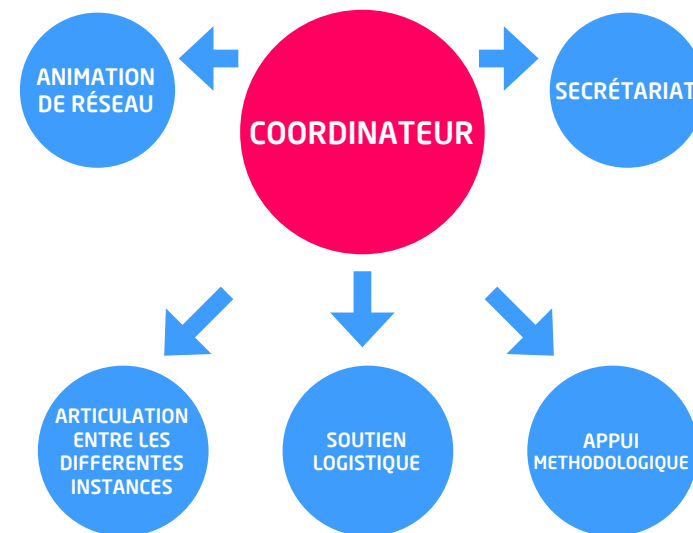 ANIMATION
DE RÉSEAU
COORDINATEUR
SECRÉTARIAT
ARTICULATION
ENTRE LES
DIFFERENTES
INSTANCES
SOUTIEN
LOGISTIQUE
APPUI
METHODOLOGIQUE